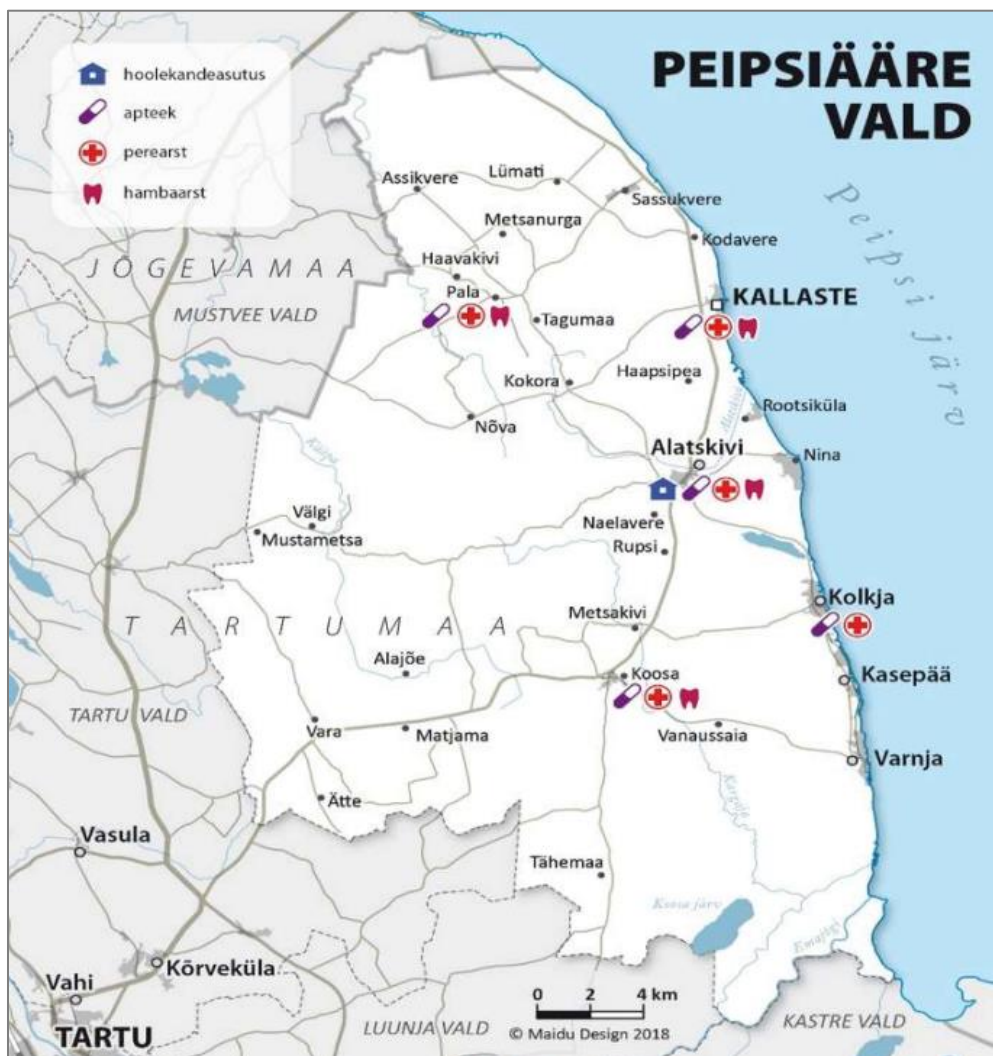 PEIPSIÄÄRE
VALD
hoolekandeasutus
apteek
perearst
hambaarst
Peipsi järv
Assikvere
Lümati
Sassukvere
Metsanurga
Kodavere
JÕGEVAMAA
MUSTVEE VALD
Haavakivi
Pala
KALLASTE
Tagumaa
Kokora
Haapsipea
Rootsiküla
Nõva
Alatskivi
Nina
Välgi
Mustametsa
Naelavere
Rupsi
Kolkja
Metsakivi
TARTUMAA
Alajõe
Koosa
Kasepää
TARTU VALD
Vara
Matjama
Vanaussaia
Varnja
Ätte
Vasula
Kargaja
Tähemaa
Koosa järv
Emajõgi
Kõrveküla
Vahi
0 2 4 km
© Maidu Design 2018
TARTU
LUUNJA VALD
KASTRE VALD